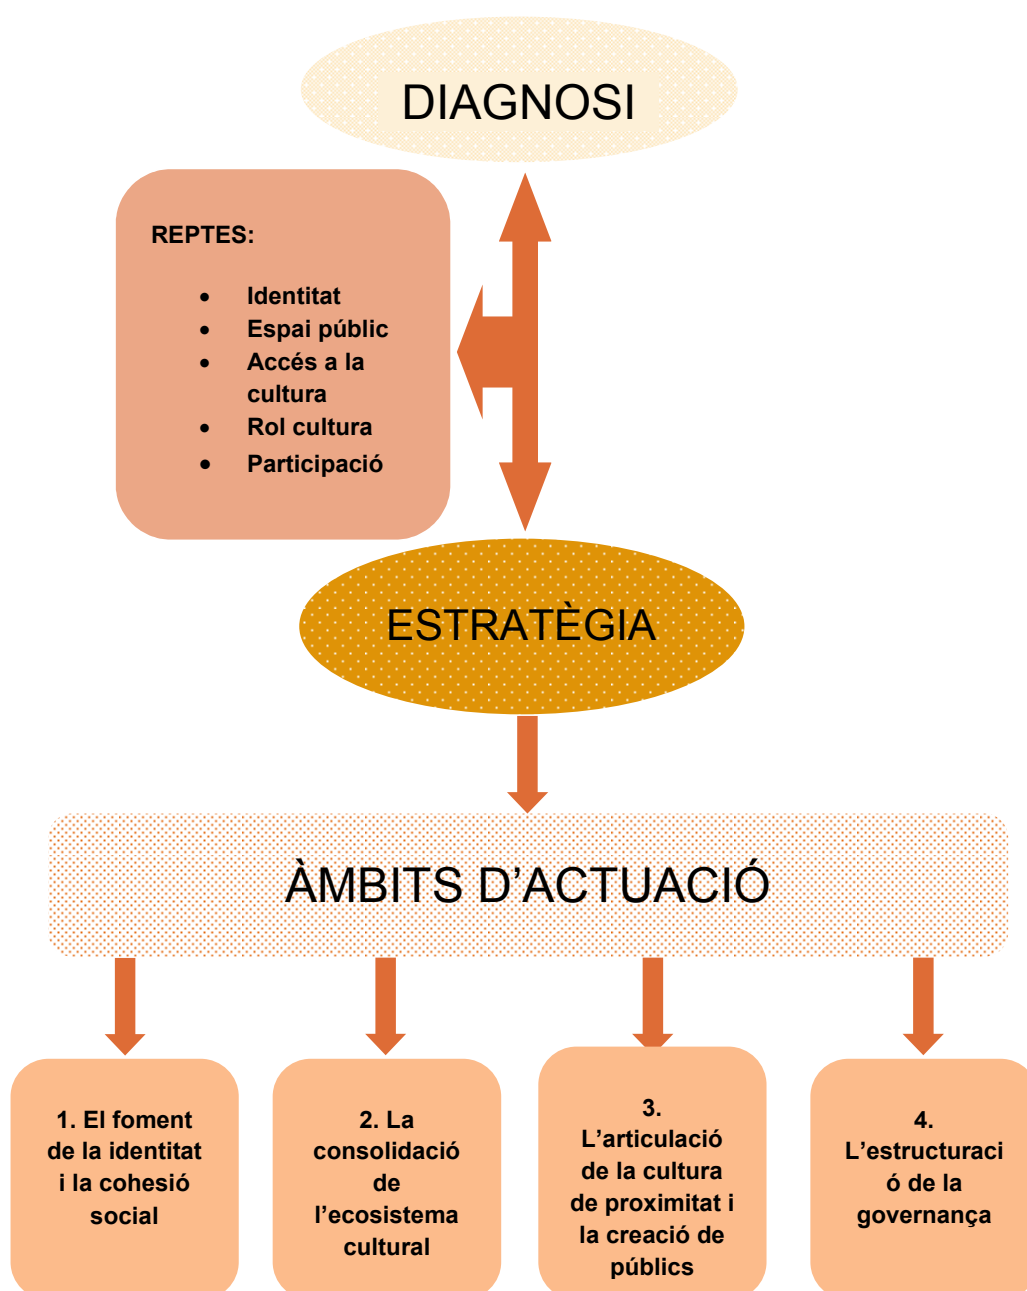 DIAGNOSI
REPTES:
• Identitat
• Espai públic
• Accés a la
cultura
• Rol cultura
• Participació
ESTRATÈGIA
ÀMBITS D’ACTUACIÓ
1. El foment
de la identitat
i la cohesió
social
2. La
consolidació
de
l’ecosistema
cultural
3.
L’articulació
de la cultura
de proximitat i
la creació de
públics
4.
L’estructuraci
ó de la
governança